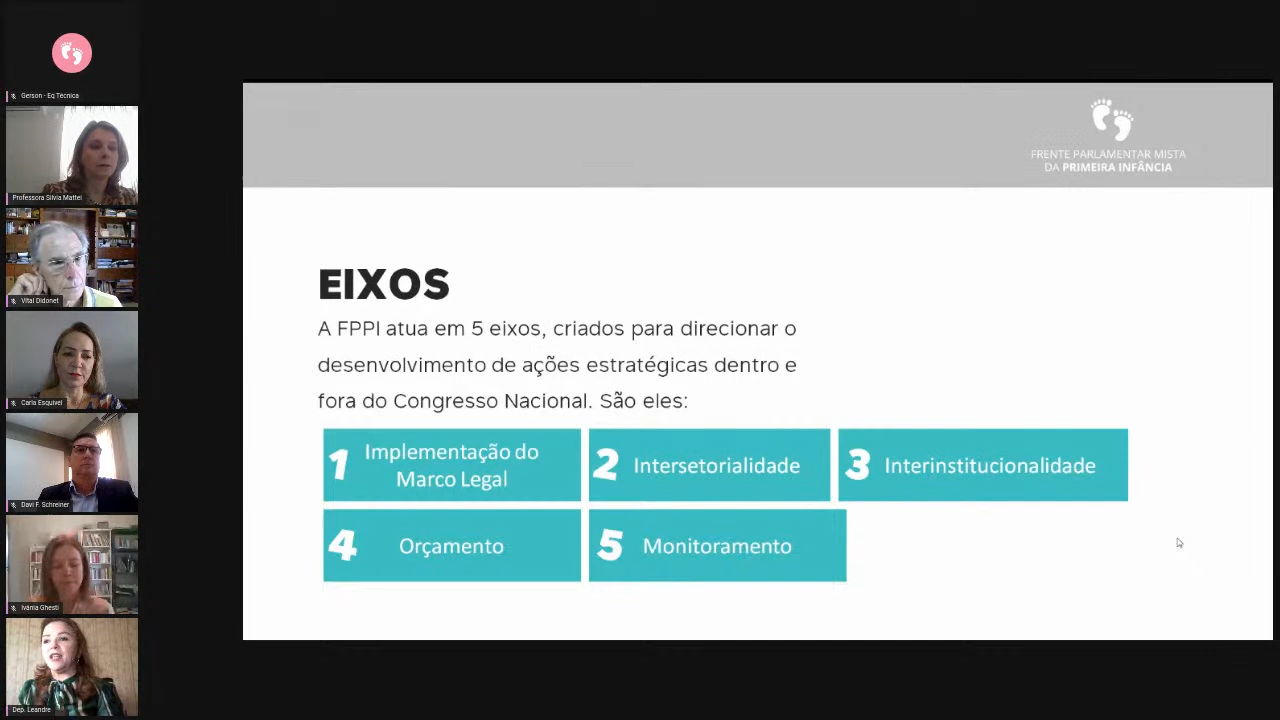 Gerson - Eq Técnica
Professora Silvia Mattei
Vital Didonet
Carla Esquivel
Davi F. Schreiner
Ivânia Ghesti
Dep. Leandre
FRENTE PARLAMENTAR MISTA
DA PRIMEIRA INFÂNCIA
EIXOS
A FPPI atua em 5 eixos, criados para direcionar o
desenvolvimento de ações estratégicas dentro e
fora do Congresso Nacional. São eles:
1 Implementação do
Marco Legal
2 Intersetorialidade
3 Interinstitucionalidade
4 Orçamento
5 Monitoramento